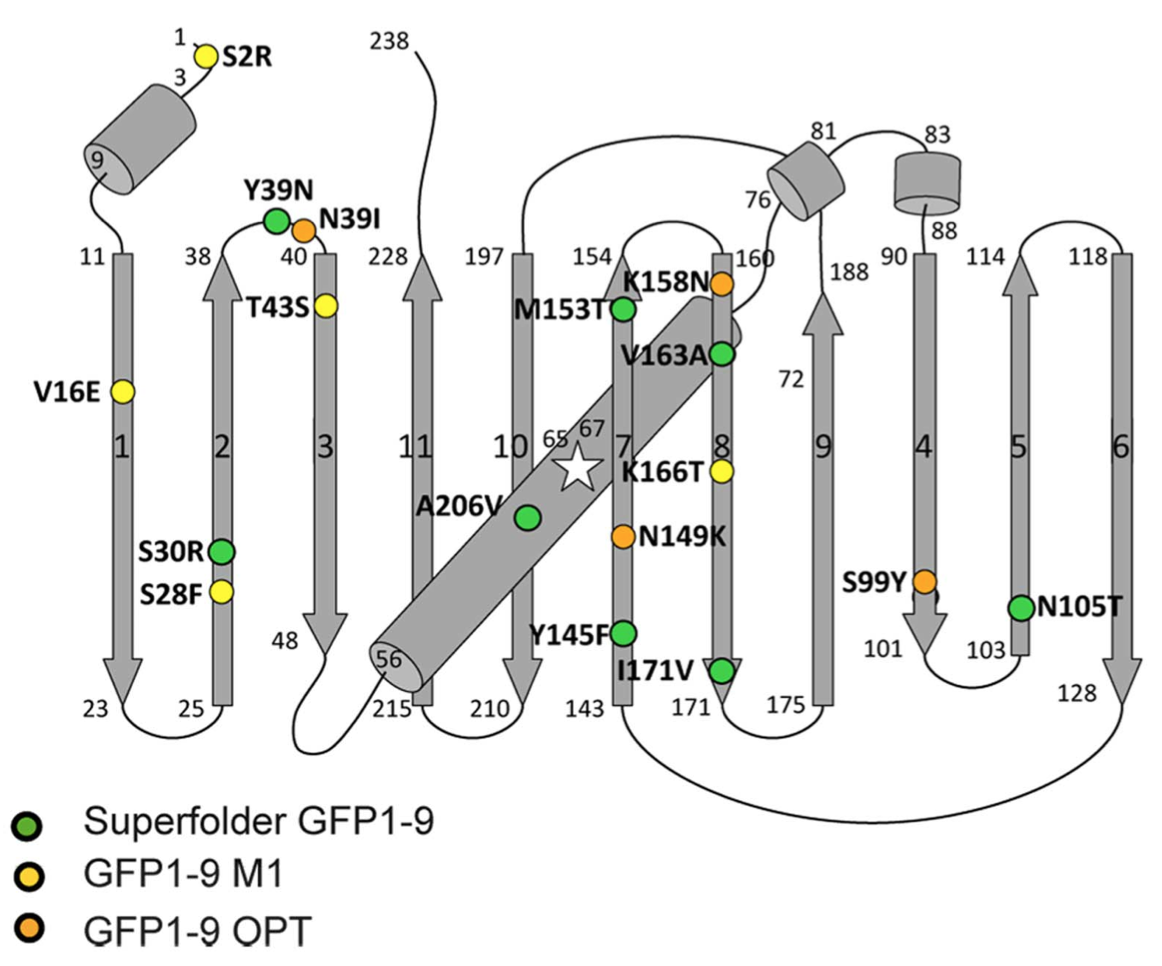 1
S2R
3
238
9
81
83
Y39N
N39I
76
88
11
38
40
228
197
154
160
188
90
114
118
K158N
T43S
M153T
V163A
72
V16E
65 67
1
2
3
11
10
7
8
9
4
5
6
K166T
A206V
N149K
S30R
S28F
S99Y
N105T
Y145F
48
101
103
56
I171V
23
25
215
210
143
171
175
128
Superfolder GFP1-9
GFP1-9 M1
GFP1-9 OPT